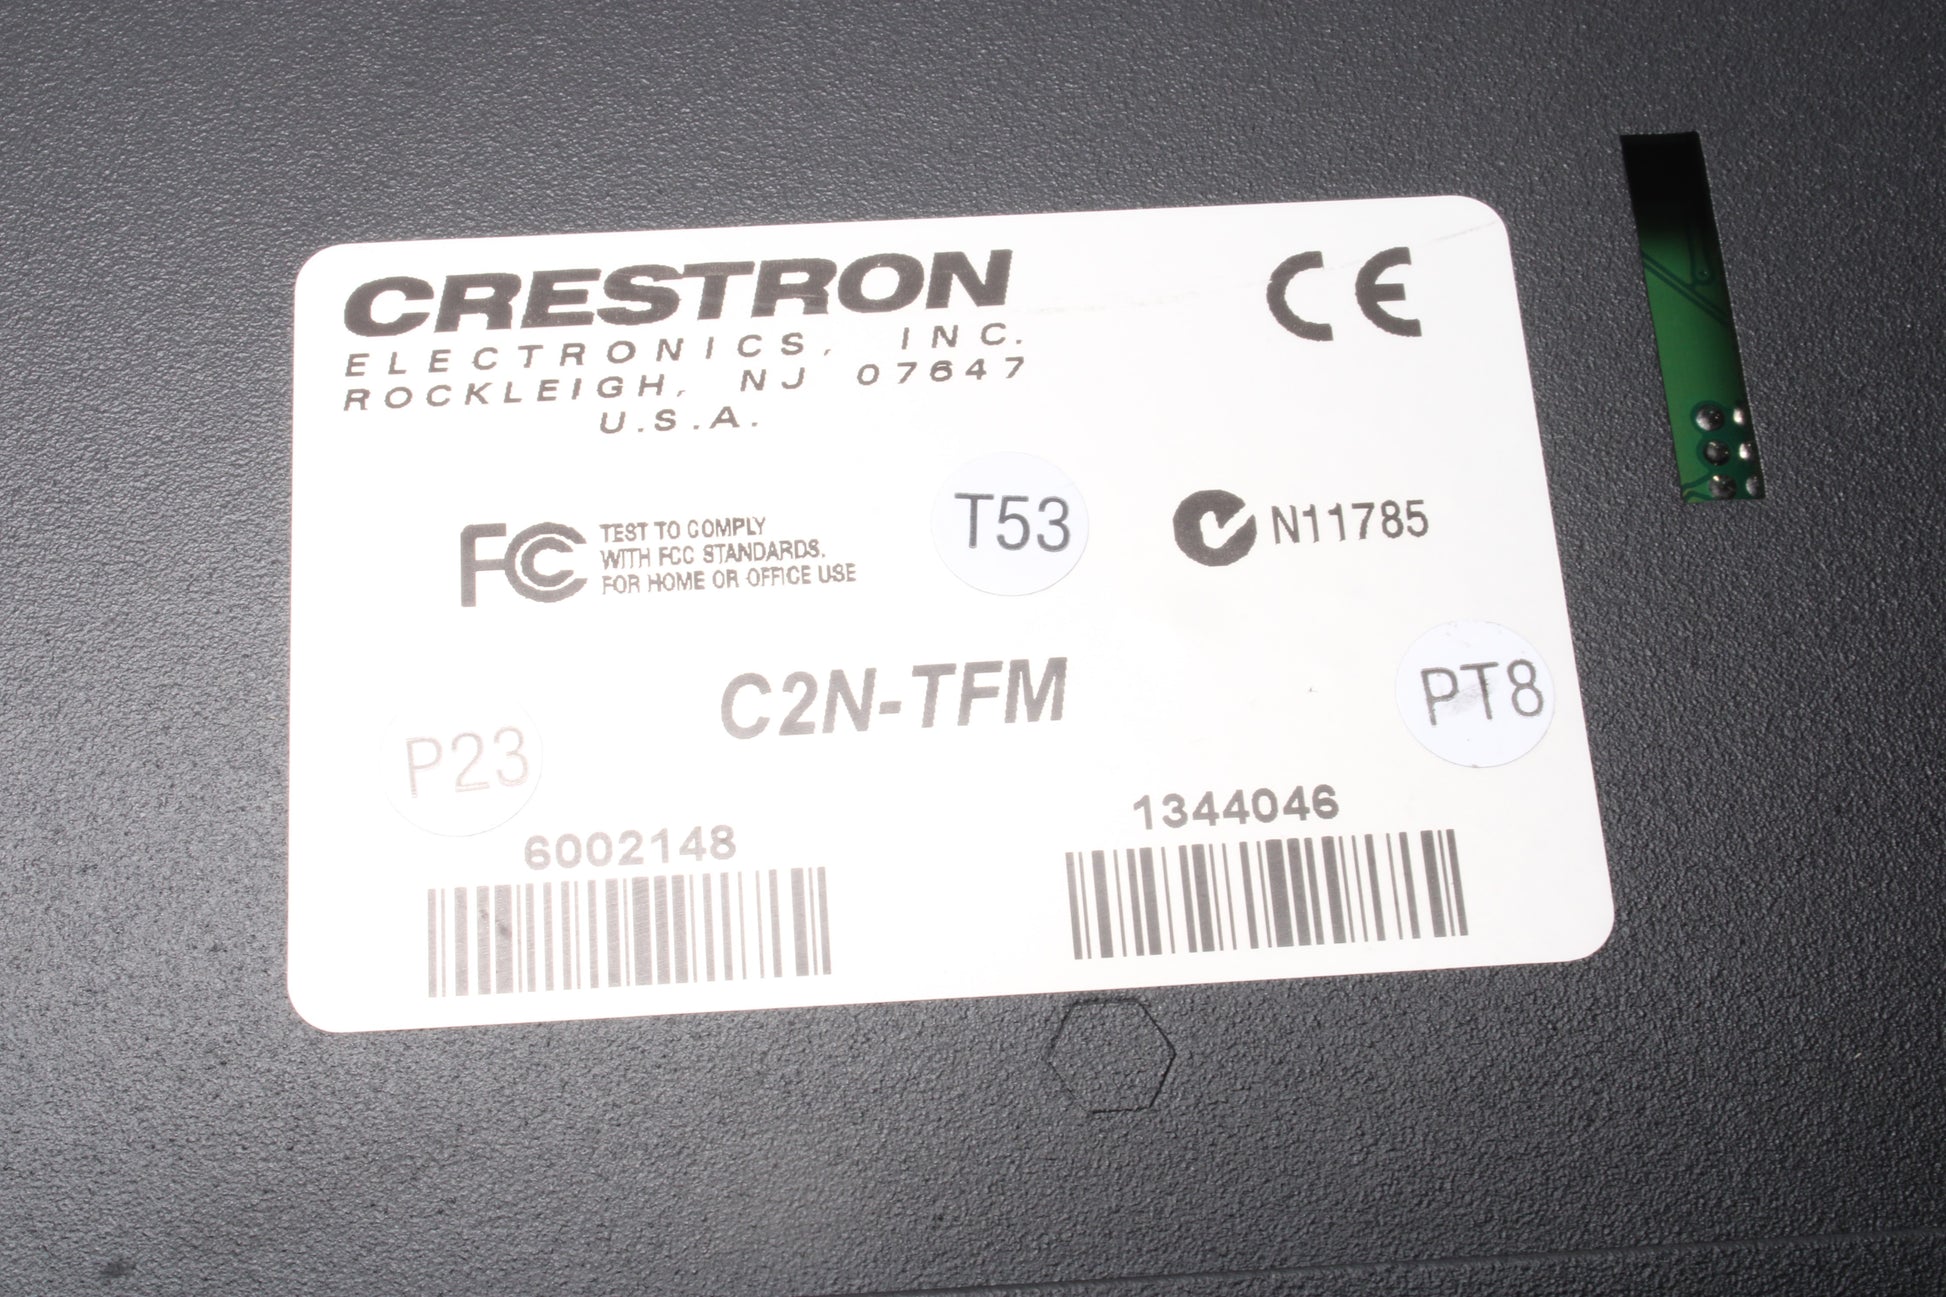 CRESTRON
ELECTRONICS, INC.
ROCKLEIGH, NJ 07647
U.S.A.
CE
FC TEST TO COMPLY
WITH FCC STANDARDS.
FOR HOME OR OFFICE USE
T53
N11785
C2N-TFM
PT8
P23
6002148
1344046